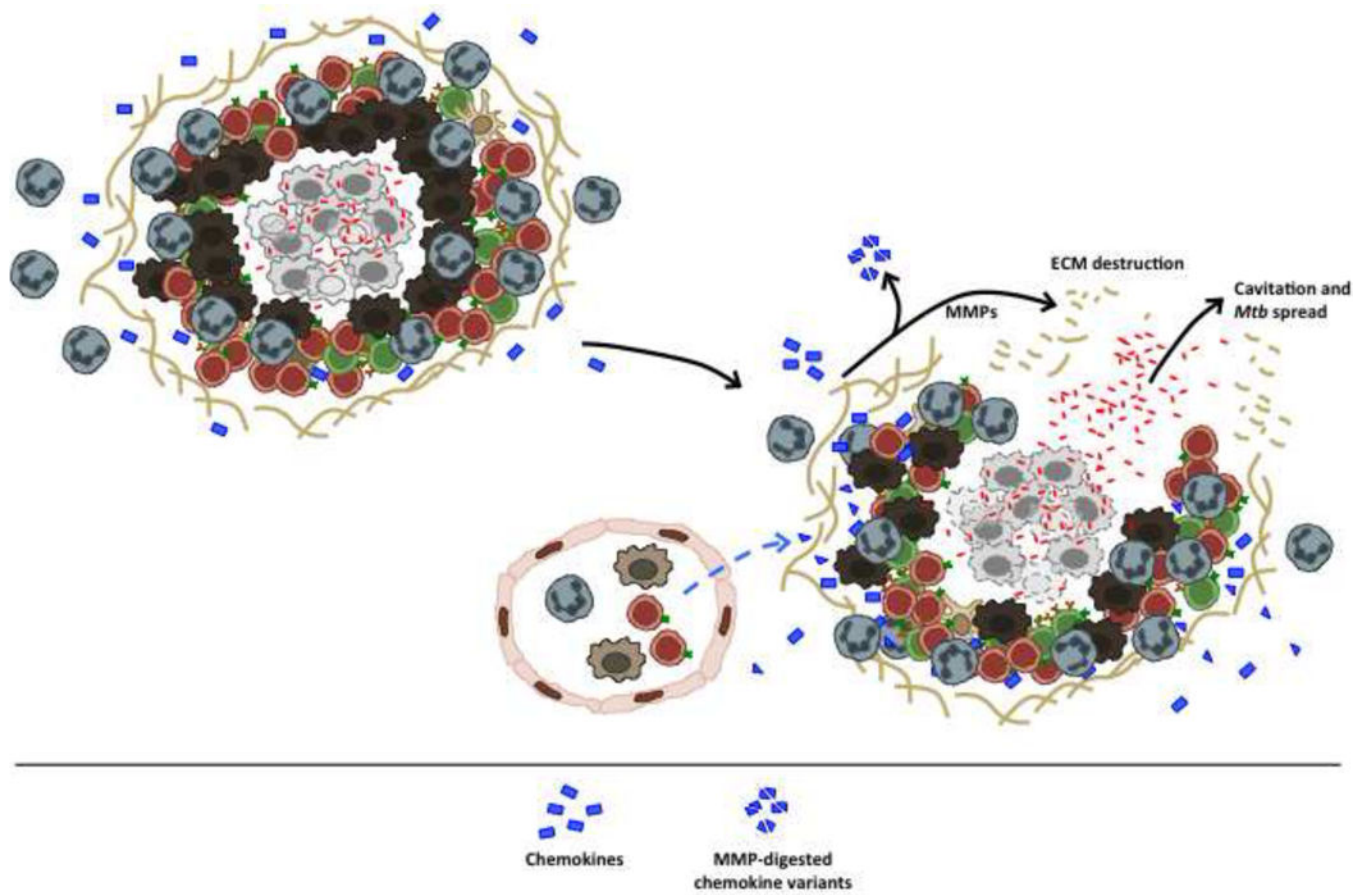 ECM destruction
MMPs
Cavitation and
Mtb spread
Chemokines
MMP-digested
chemokine variants